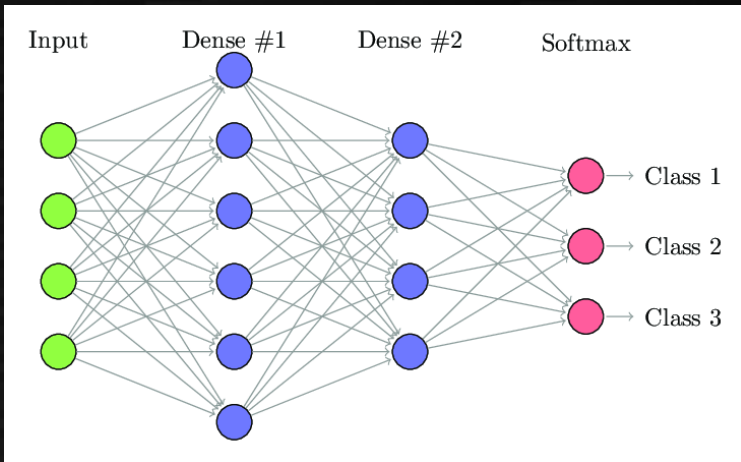 Input
Dense #1
Dense #2
Softmax
Class 1
Class 2
Class 3